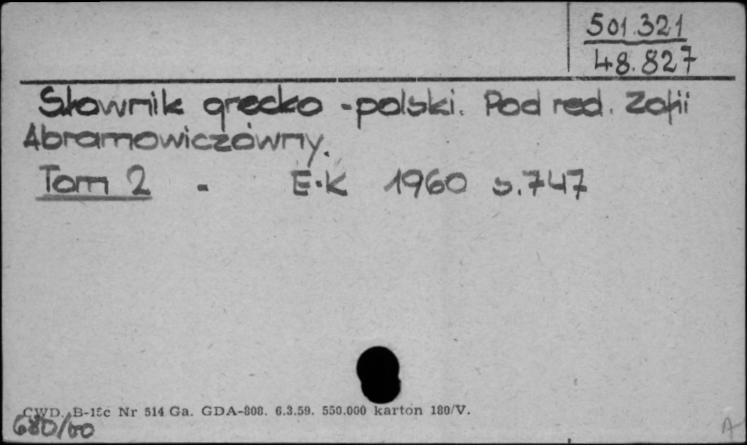 501.321
48.827
Słownik grecko-polski. Pod red. Zofii
Abramowiczówny.
Tom 2 - E-K 1960 s.747
CWD. B-15c Nr 514 Ga. GDA-808. 6.3.59. 550.000 karton 180/V.
680/60
A